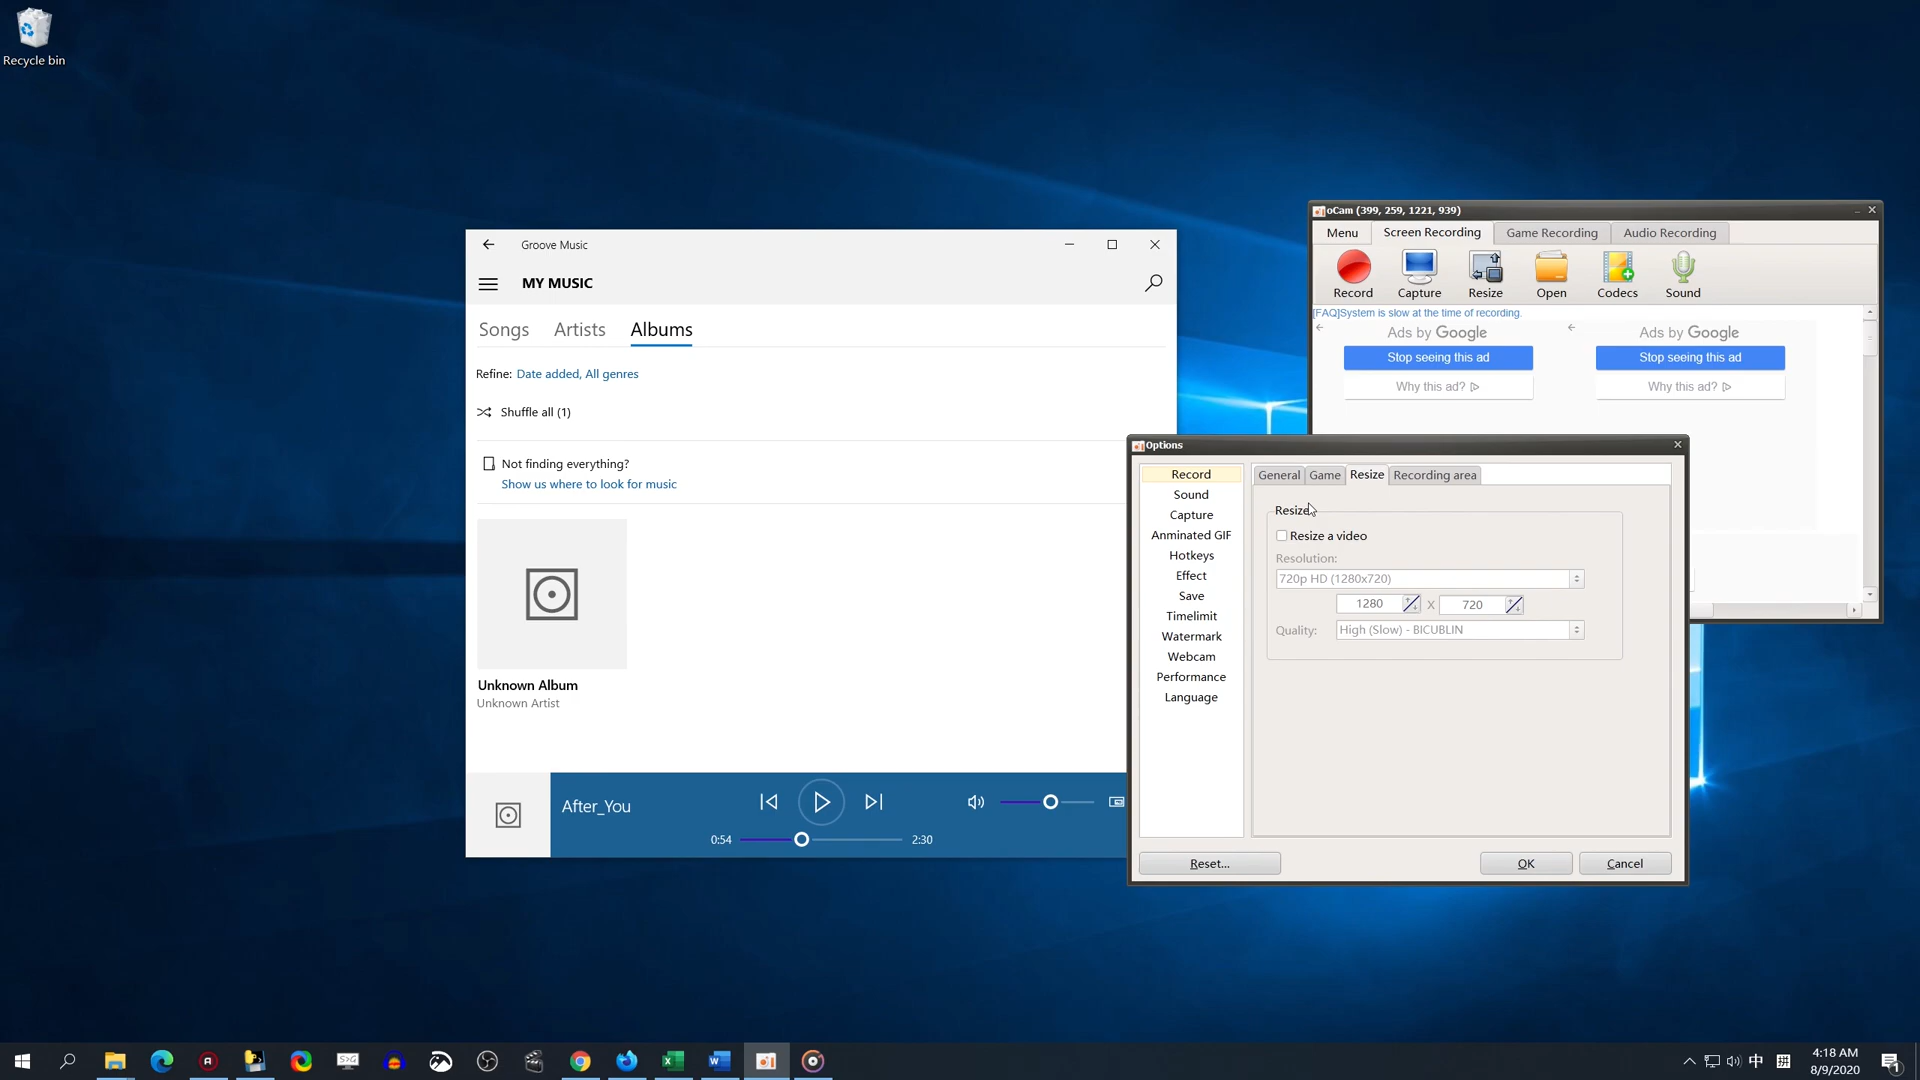 Recycle bin
Groove Music
MY MUSIC
Songs
Artists
Albums
Refine: Date added, All genres
Shuffle all (1)
Not finding everything?
Show us where to look for music
Unknown Album
Unknown Artist
After_You
0:54
2:30
oCam (399, 259, 1221, 939)
Menu
Screen Recording
Game Recording
Audio Recording
Record
Capture
Resize
Open
Codecs
Sound
[FAQ]System is slow at the time of recording.
Ads by Google
Stop seeing this ad
Why this ad?
Ads by Google
Stop seeing this ad
Why this ad?
Options
Record
Sound
Capture
Anminated GIF
Hotkeys
Effect
Save
Timelimit
Watermark
Webcam
Performance
Language
General
Game
Resize
Recording area
Resize
Resize a video
Resolution:
720p HD (1280x720)
1280 X 720
Quality: High (Slow) - BICUBLIN
Reset...
OK
Cancel
中
拼
4:18 AM
8/9/2020
1